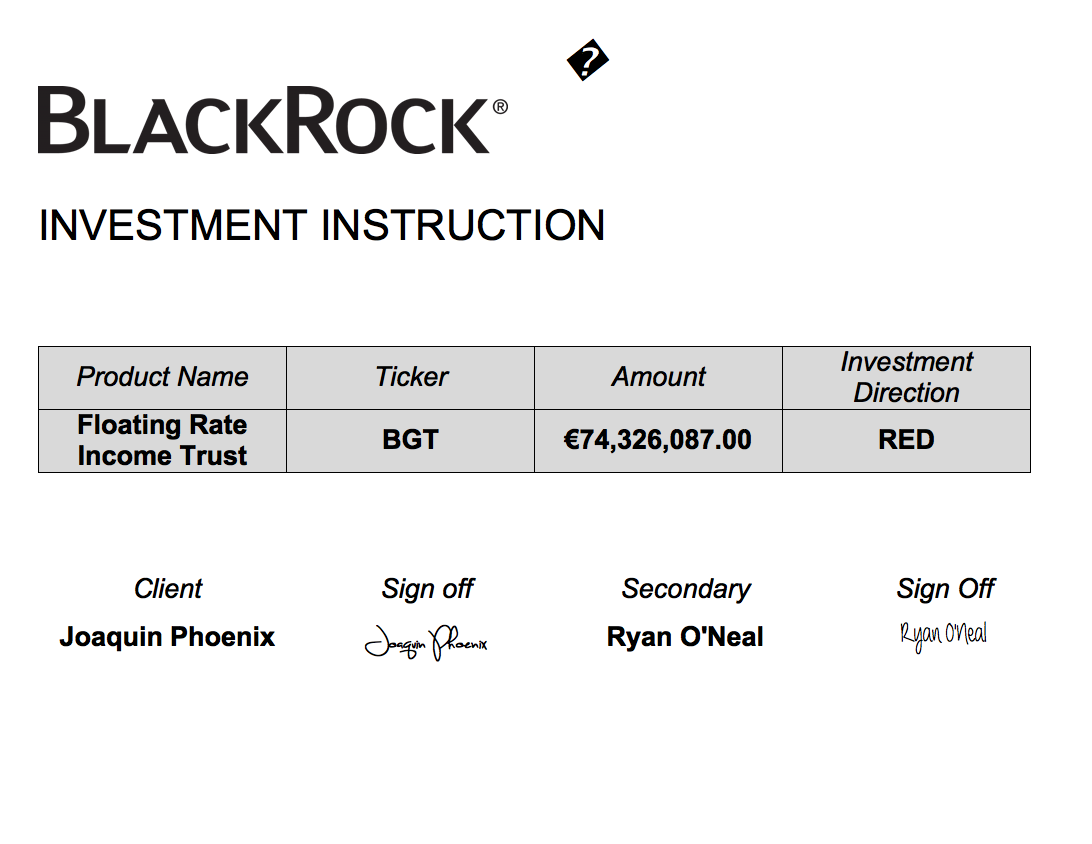 �
BLACKROCK®
INVESTMENT INSTRUCTION
Product Name Ticker Amount Investment Direction
Floating Rate Income Trust BGT €74,326,087.00 RED
Client Sign off Secondary Sign Off
Joaquin Phoenix Joaquin Phoenix Ryan O'Neal Ryan O'Neal